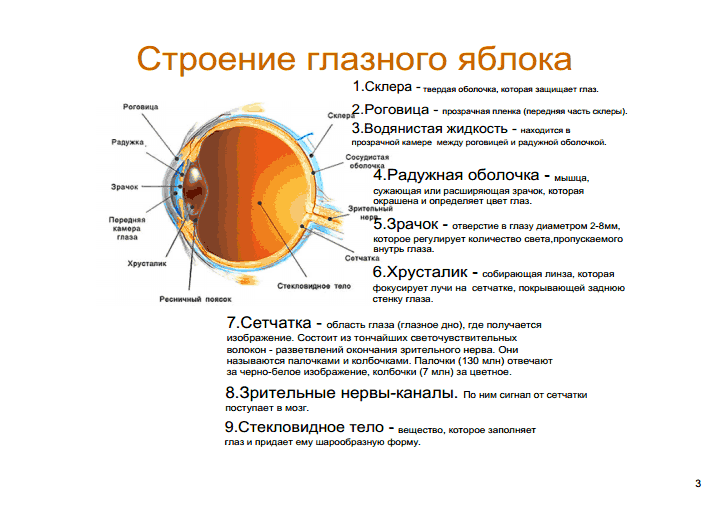 Строение глазного яблока
1.Склера - твердая оболочка, которая защищает глаз.
2.Роговица - прозрачная пленка (передняя часть склеры).
3.Водянистая жидкость - находится в
прозрачной камере между роговицей и радужной оболочкой.
4.Радужная оболочка - мышца,
сужающая или расширяющая зрачок, которая
окрашена и определяет цвет глаз.
5.Зрачок - отверстие в глазу диаметром 2-8мм,
которое регулирует количество света,пропускаемого
внутрь глаза.
6.Хрусталик - собирающая линза, которая
фокусирует лучи на сетчатке, покрывающей заднюю
стенку глаза.
7.Сетчатка - область глаза (глазное дно), где получается
изображение. Состоит из тончайших светочувствительных
волокон - разветвлений окончания зрительного нерва. Они
называются палочками и колбочками. Палочки (130 млн) отвечают
за черно-белое изображение, колбочки (7 млн) за цветное.
8.Зрительные нервы-каналы. По ним сигнал от сетчатки
поступает в мозг.
9.Стекловидное тело - вещество, которое заполняет
глаз и придает ему шарообразную форму.
Роговица
Радужка
Зрачок
Передняя
камера
глаза
Хрусталик
Ресничный поясок
Склера
Сосудистая
оболочка
Зрительный
нерв
Сетчатка
Стекловидное тело
3